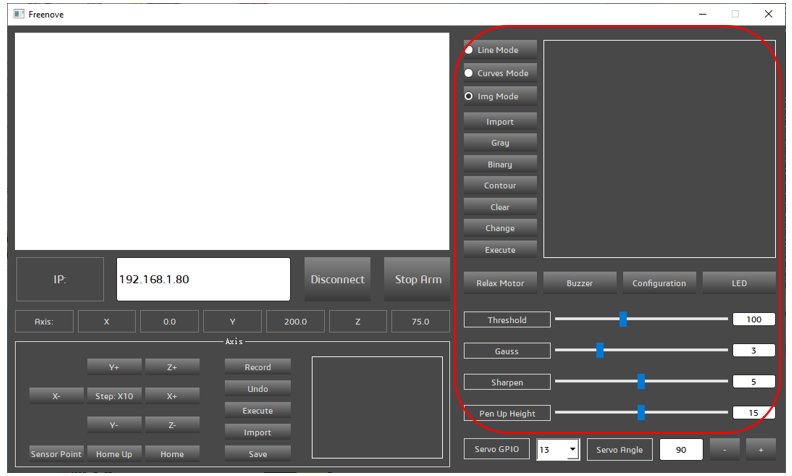 Freenove
Line Mode
Curves Mode
Img Mode
Import
Gray
Binary
Contour
Clear
Change
Execute
IP: 192.168.1.80 Disconnect Stop Arm
Relax Motor Buzzer Configuration LED
Axis: X 0.0 Y 200.0 Z 75.0
Threshold 100
Gauss 3
Sharpen 5
Pen Up Height 15
Axis
Y+ Z+ Record
Undo
X- Step: X10 X+
Execute
Y- Z- Import
Sensor Point Home Up Home Save
Servo GPIO 13 Servo Angle 90 - +